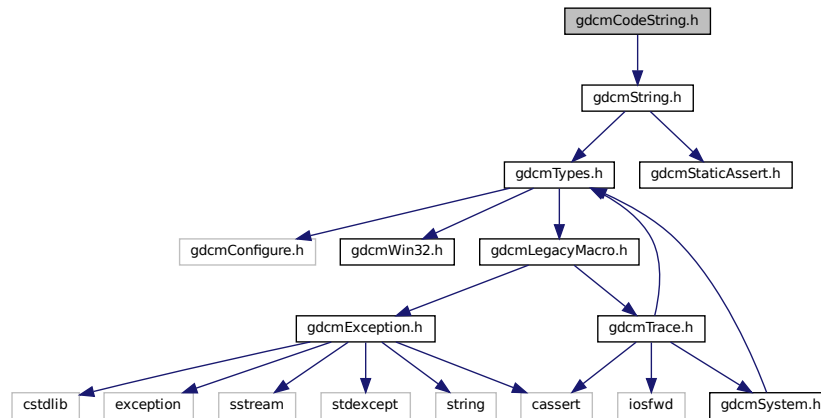 gdcmCodeString.h
gdcmString.h
gdcmTypes.h
gdcmStaticAssert.h
gdcmConfigure.h
gdcmWin32.h
gdcmLegacyMacro.h
gdcmException.h
gdcmTrace.h
cstdlib
exception
sstream
stdexcept
string
cassert
iosfwd
gdcmSystem.h